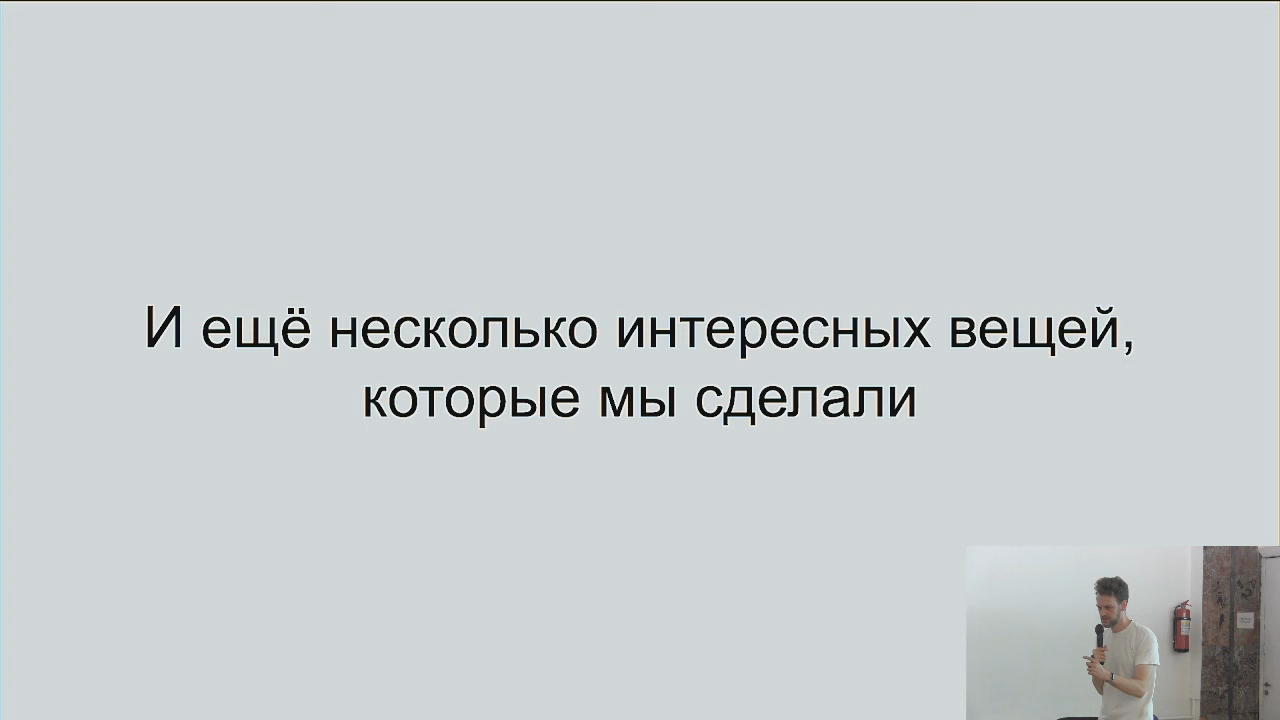 И ещё несколько интересных вещей,
которые мы сделали